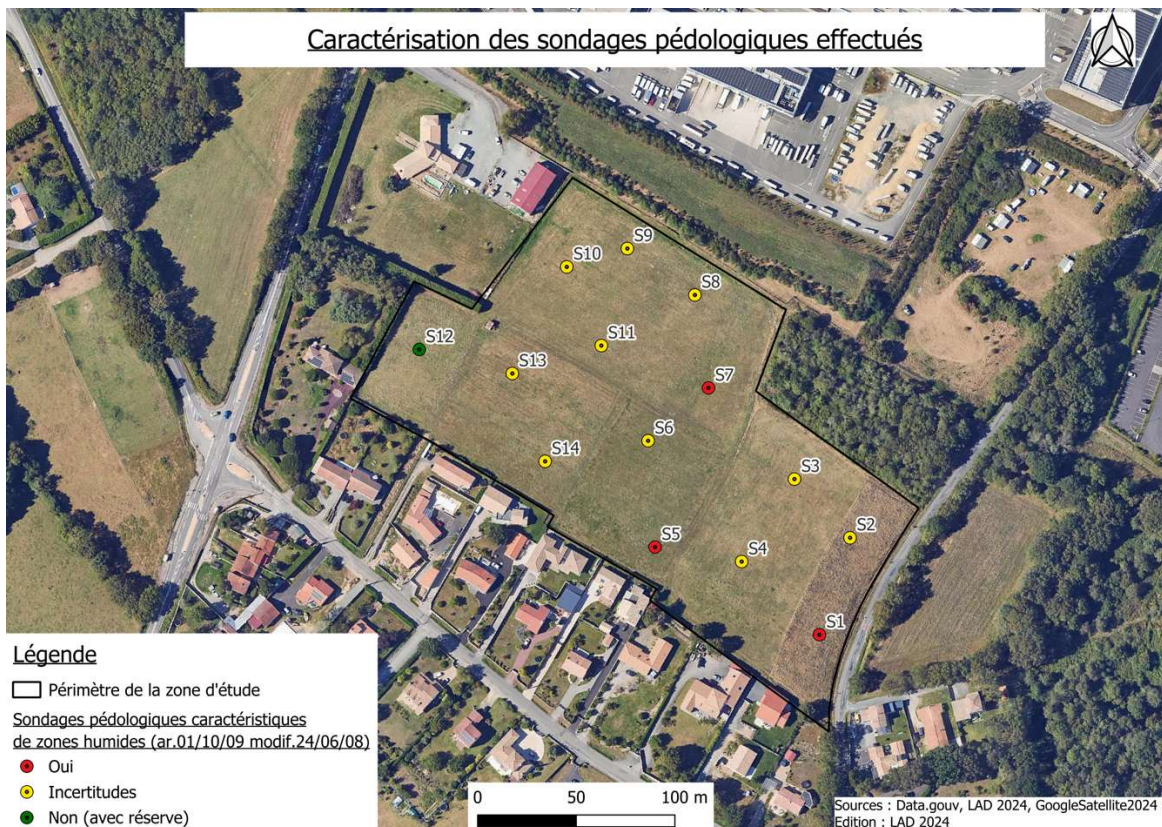 Caractérisation des sondages pédologiques effectués
S9
S10
S8
S11
S12
S13
S7
S6
S14
S3
S2
S5
S4
S1
Légende
Périmètre de la zone d'étude
Sondages pédologiques caractéristiques
de zones humides (ar.01/10/09 modif.24/06/08)
Oui
Incertitudes
Non (avec réserve)
0 50 100 m
Sources : Data.gouv, LAD 2024, GoogleSatellite2024
Edition : LAD 2024